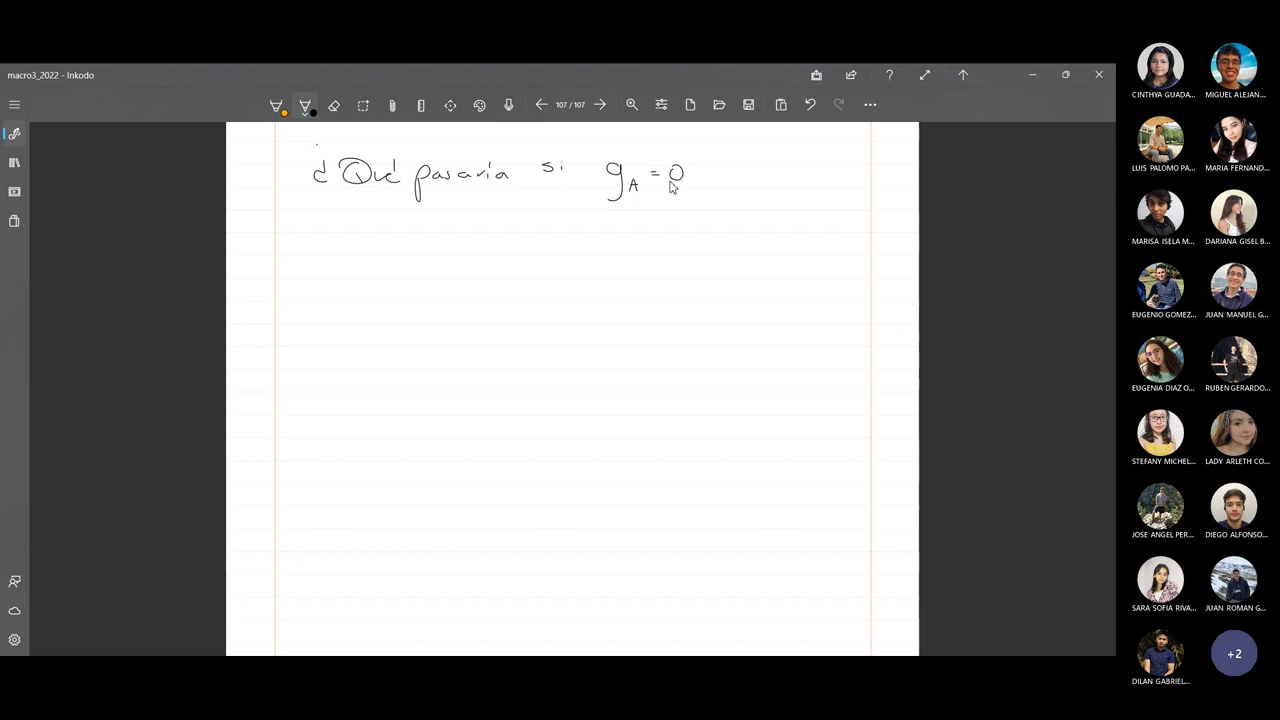 macro3_2022 - Inkodo
107 / 107
¿Qué pasaría si g_A = 0
CINTHYA GUADA...
MIGUEL ALEJAN...
LUIS PALOMO PA...
MARIA FERNAND...
MARISA ISELA M...
DARIANA GISEL B...
EUGENIO GOMEZ...
JUAN MANUEL G...
EUGENIA DIAZ O...
RUBEN GERARDO...
STEFANY MICHEL...
LADY ARLETH CO...
JOSE ANGEL PER...
DIEGO ALFONSO...
SARA SOFIA RIVA...
JUAN ROMAN G...
DILAN GABRIEL...
+2